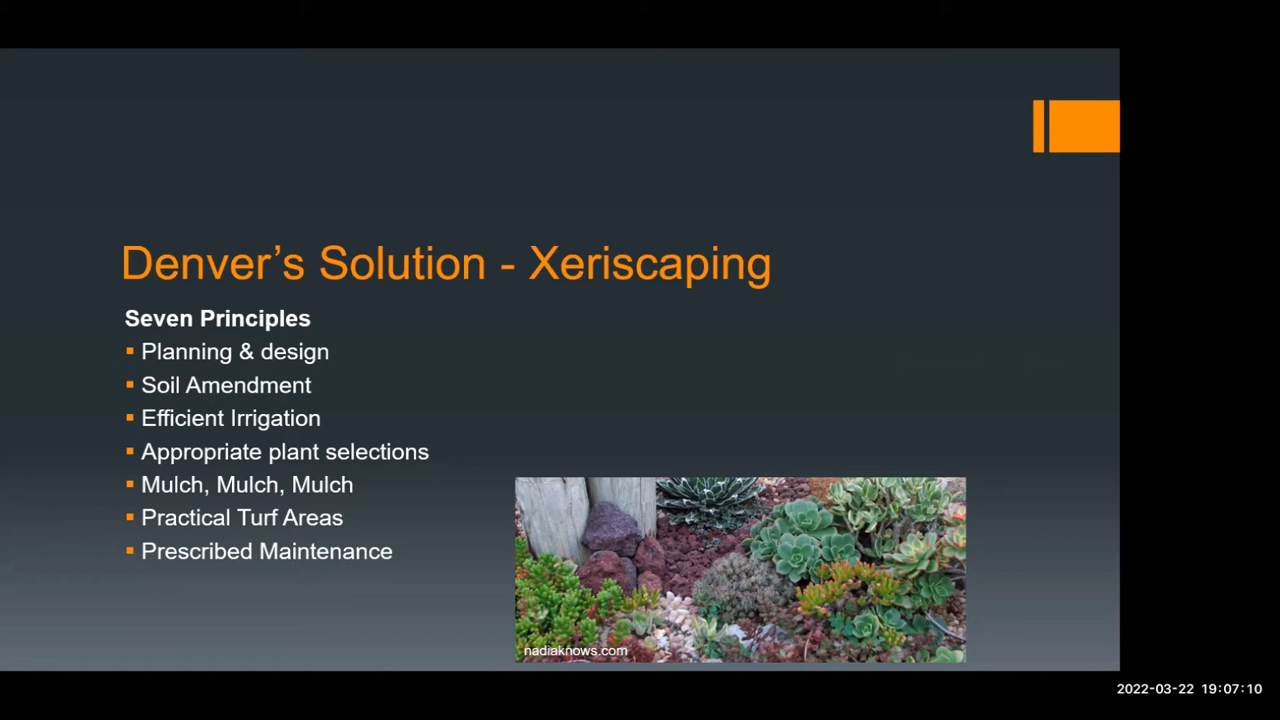 Denver’s Solution - Xeriscaping
Seven Principles
Planning & design
Soil Amendment
Efficient Irrigation
Appropriate plant selections
Mulch, Mulch, Mulch
Practical Turf Areas
Prescribed Maintenance
nadiaknows.com
2022-03-22 19:07:10